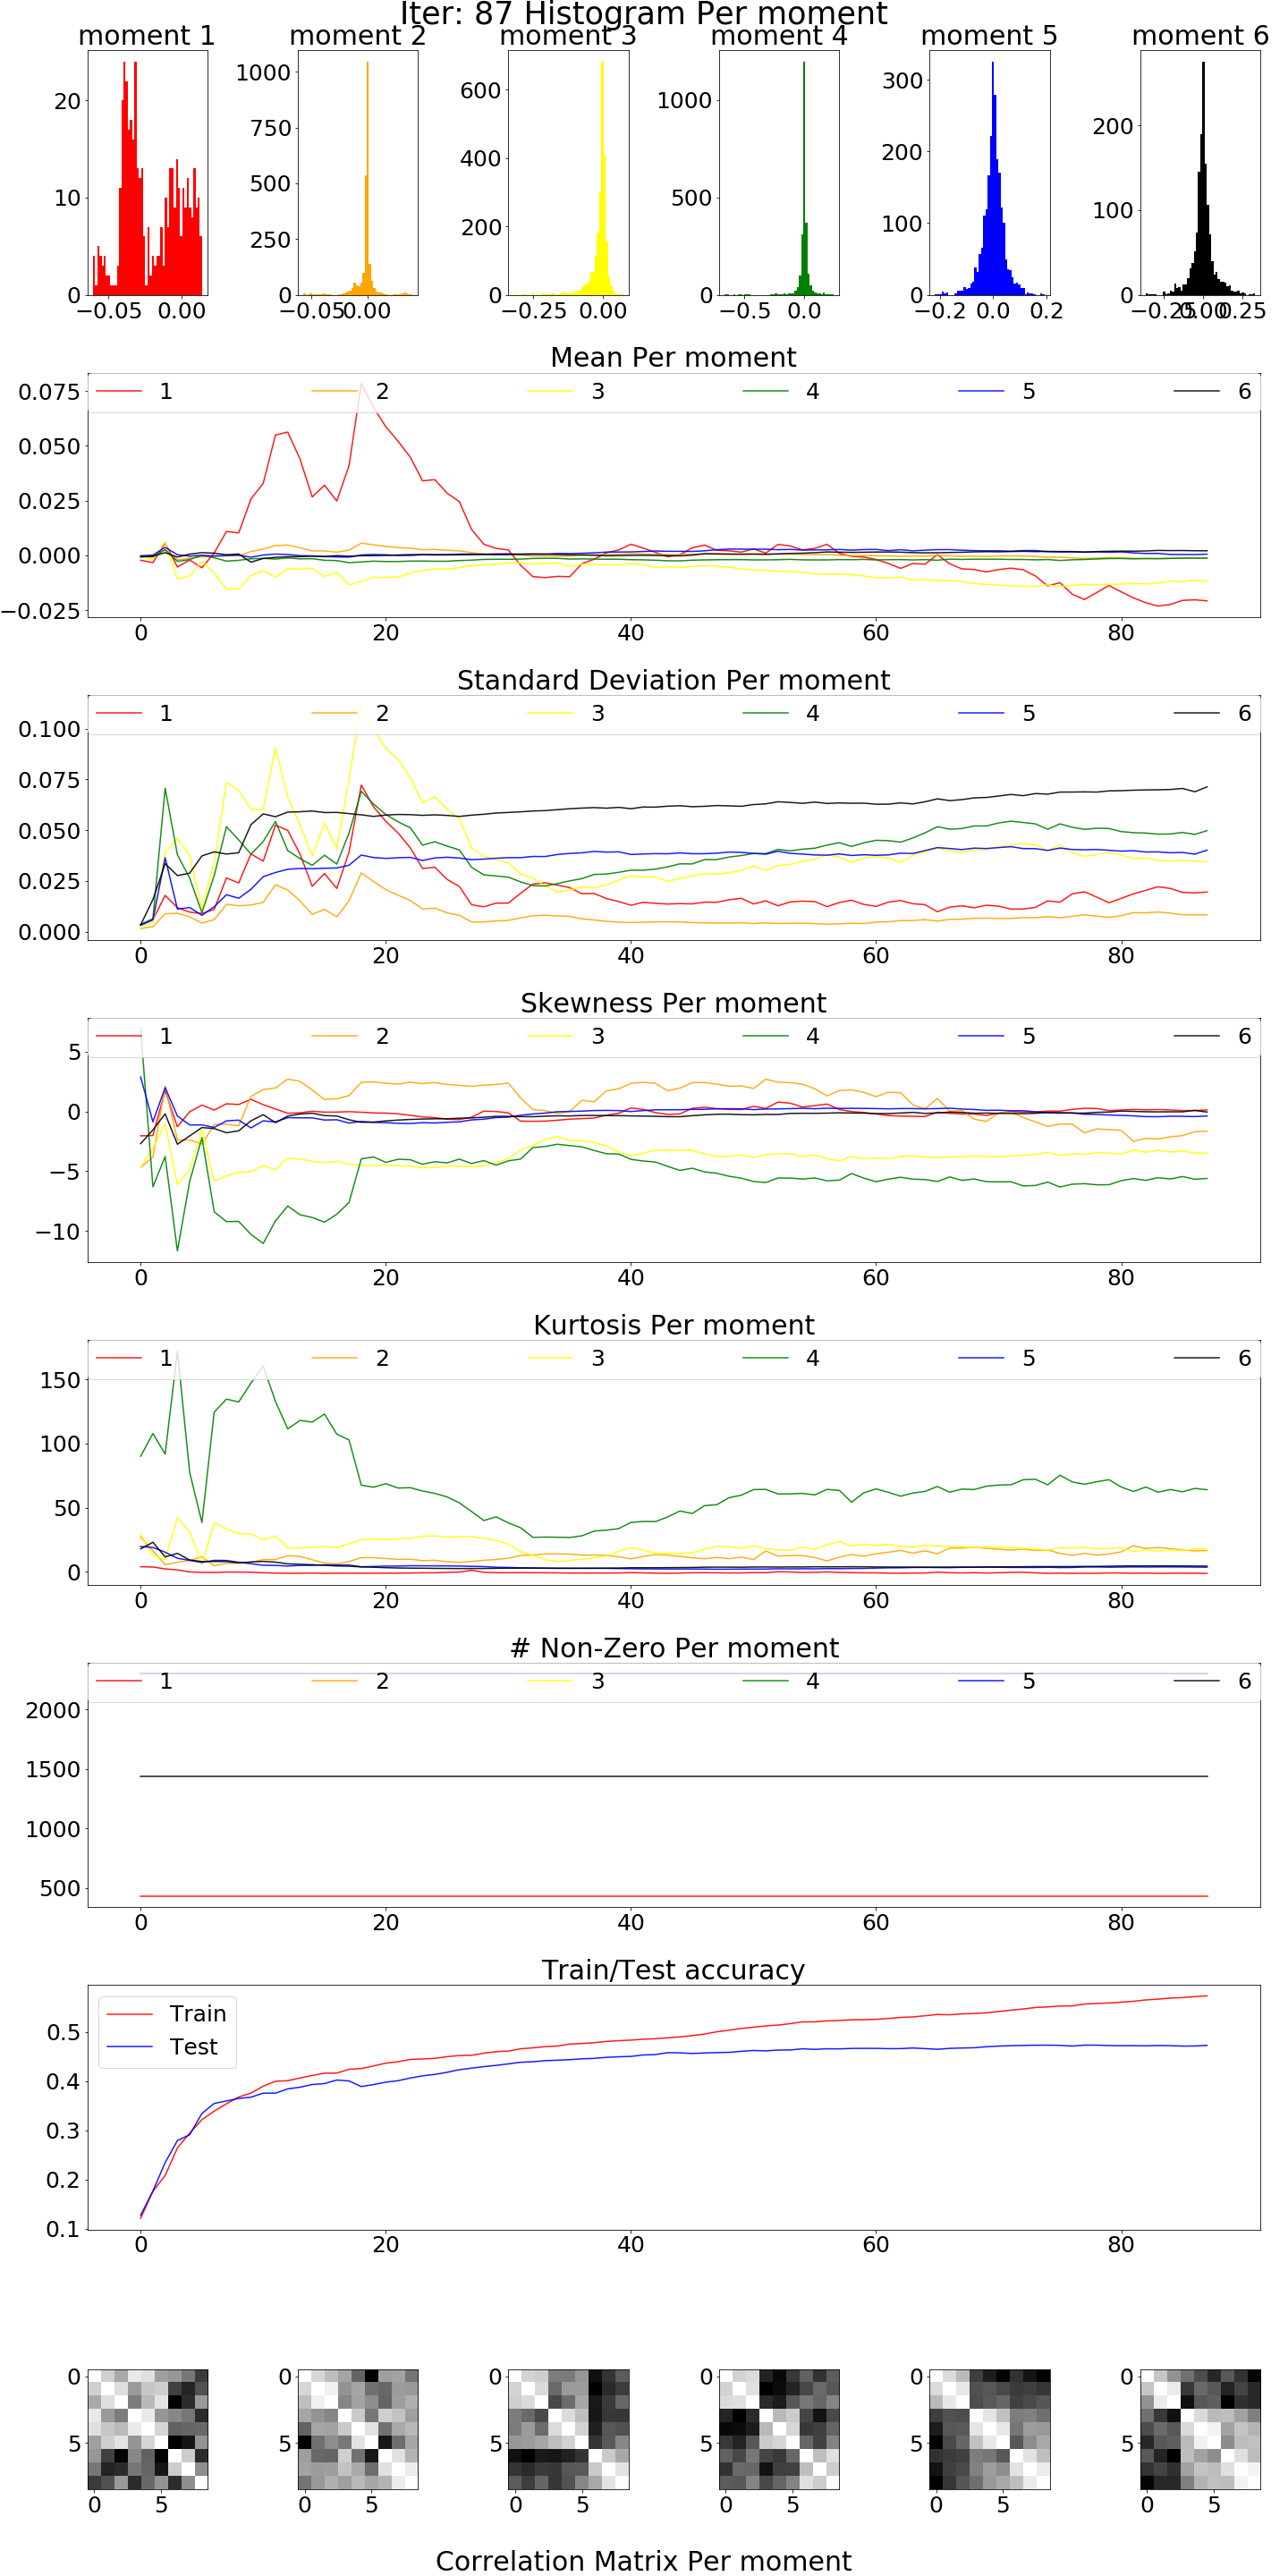 Iter: 87 Histogram Per moment
moment 1 moment 2 moment 3 moment 4 moment 5 moment 6
20 10 0 −0.05 0.00
1000 750 500 250 0 −0.05 0.00
600 400 200 0 −0.25 0.00
1000 500 0 −0.5 0.0
300 200 100 0 −0.2 0.0 0.2
200 100 0 −0.25 0.00 0.25
Mean Per moment
1 2 3 4 5 6
0.075
0.050
0.025
0.000
−0.025
0 20 40 60 80
Standard Deviation Per moment
1 2 3 4 5 6
0.100
0.075
0.050
0.025
0.000
0 20 40 60 80
Skewness Per moment
1 2 3 4 5 6
5
0
−5
−10
0 20 40 60 80
Kurtosis Per moment
1 2 3 4 5 6
150
100
50
0
0 20 40 60 80
# Non-Zero Per moment
1 2 3 4 5 6
2000
1500
1000
500
0 20 40 60 80
Train/Test accuracy
Train
Test
0.5
0.4
0.3
0.2
0.1
0 20 40 60 80
0 0 0 0 0 0
5 5 5 5 5 5
0 5 0 5 0 5 0 5 0 5 0 5
Correlation Matrix Per moment